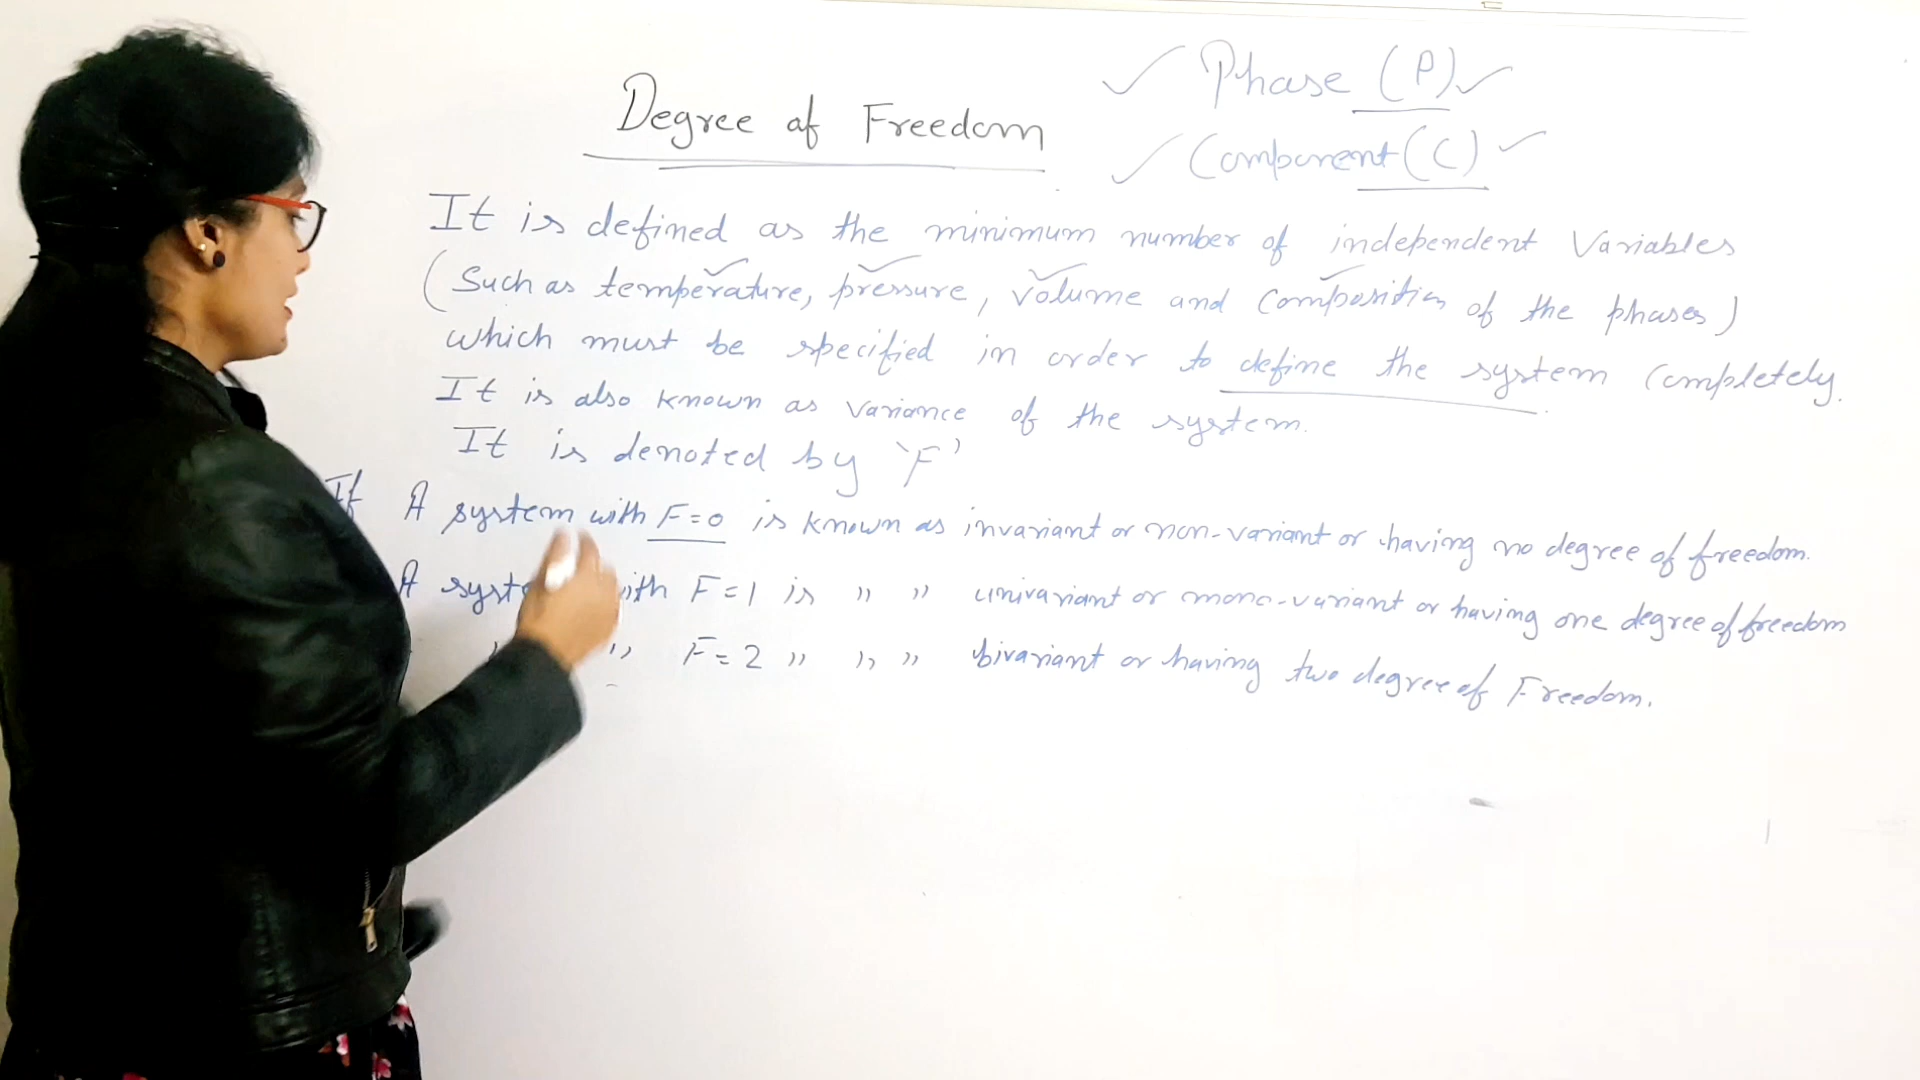 Phase (P)
Degree of Freedom
Component (C)
It is defined as the minimum number of independent Variables
(Such as temperature, pressure, volume and composition of the phases)
which must be specified in order to define the system completely.
It is also known as variance of the system.
It is denoted by 'F'
If A system with F=0 is known as invariant or non-variant or having no degree of freedom.
A syst with F=1 is " " univariant or mono-variant or having one degree of freedom
" " F=2 " " " bivariant or having two degree of Freedom.